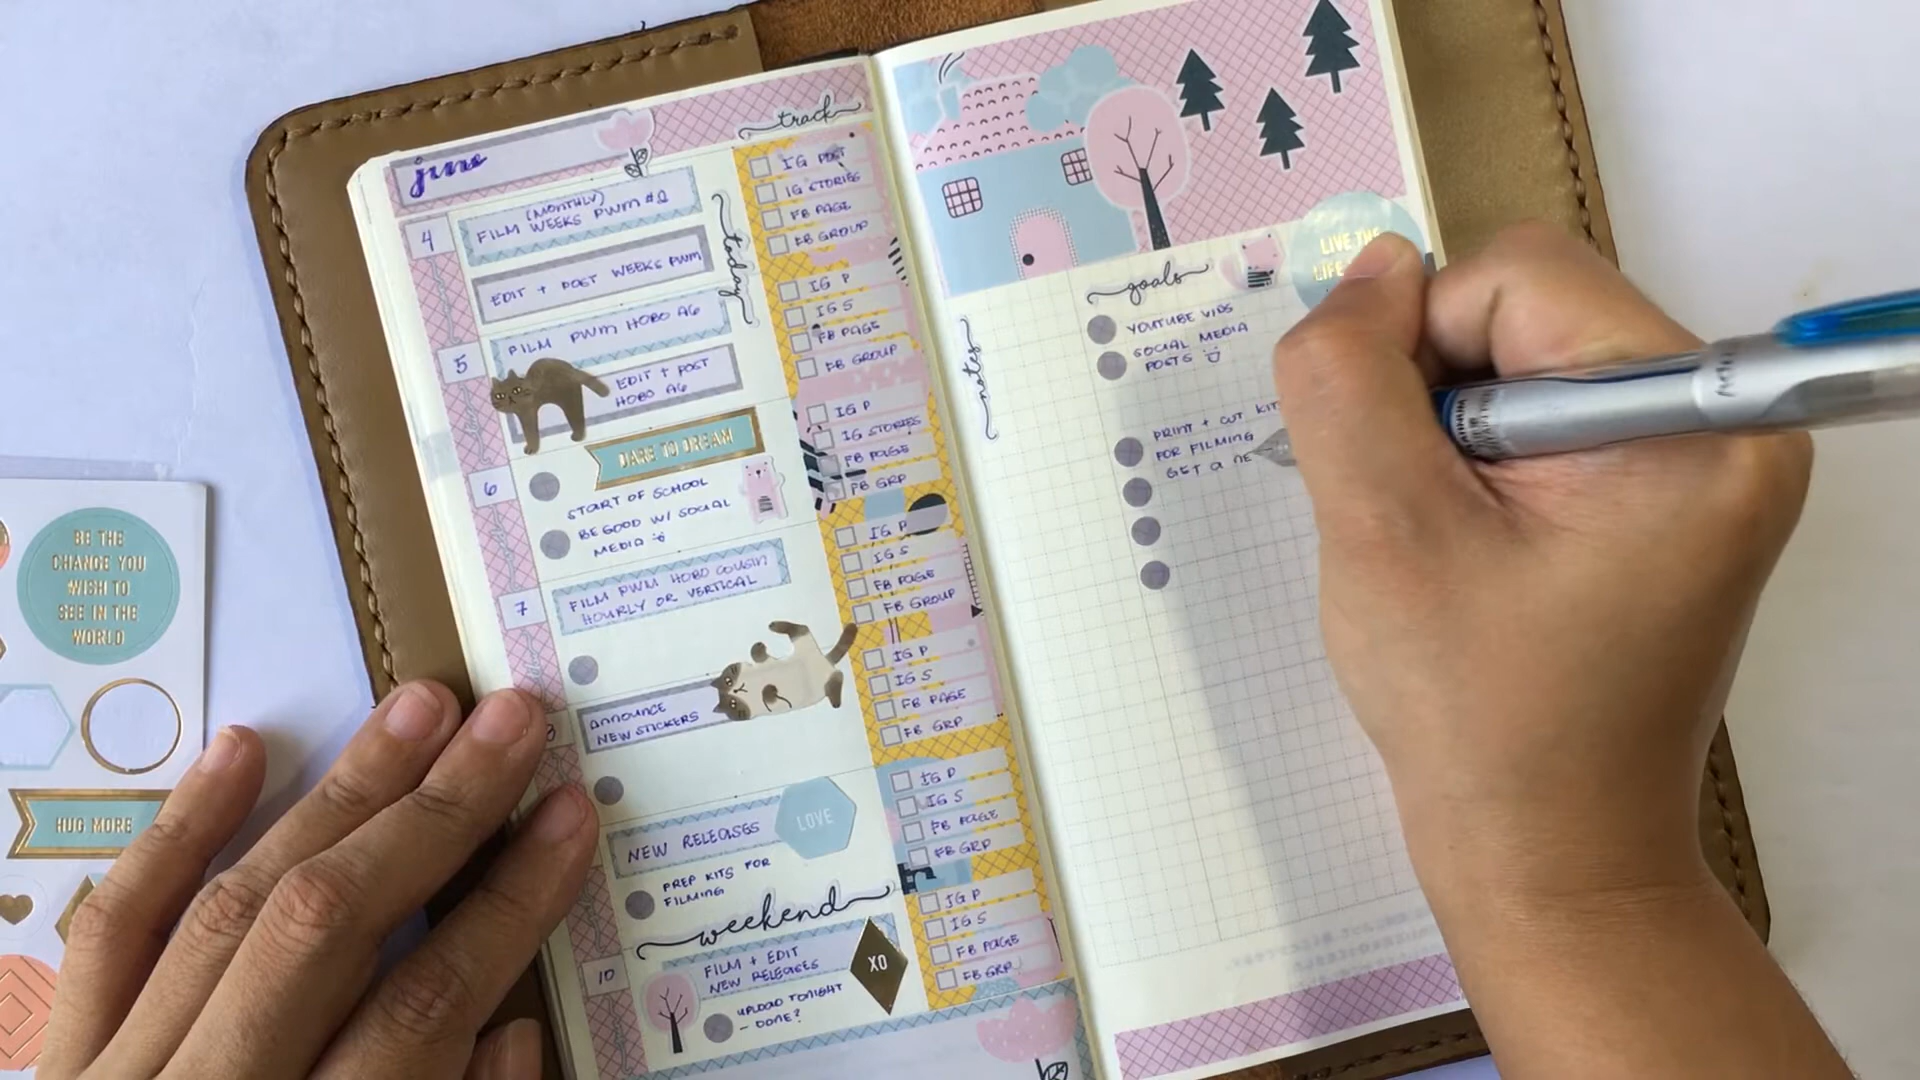 june
track
4
FILM (MONTHLY) WEEKS PWM #2
EDIT + POST WEEKS PWM
today
5
FILM PWM HOBO A6
EDIT + POST
HOBO A6
DARE TO DREAM
6
START OF SCHOOL
BE GOOD W/ SOCIAL
MEDIA
7
FILM PWM HOBO COUSIN
HOURLY OR VERTICAL
8
ANNOUNCE
NEW STICKERS
NEW RELEASES
LOVE
PREP KITS FOR
FILMING
weekend
10
FILM + EDIT
NEW RELEASES
XO
UPLOAD TONIGHT
- DONE?
IG POST
IG STORIES
FB PAGE
FB GROUP
IG P
IG S
FB PAGE
FB GROUP
IG P
IG STORIES
FB PAGE
FB GRP
IG P
IG S
FB PAGE
FB GROUP
IG P
IG S
FB PAGE
FB GRP
IG P
IG S
FB PAGE
FB GRP
IG P
IG S
FB PAGE
FB GRP
LIVE THE
LIFE
goals
YOUTUBE VIDS
SOCIAL MEDIA
POSTS
notes
PRINT + CUT KIT
FOR FILMING
GET A NE
BE THE
CHANGE YOU
WISH TO
SEE IN THE
WORLD
HUG MORE